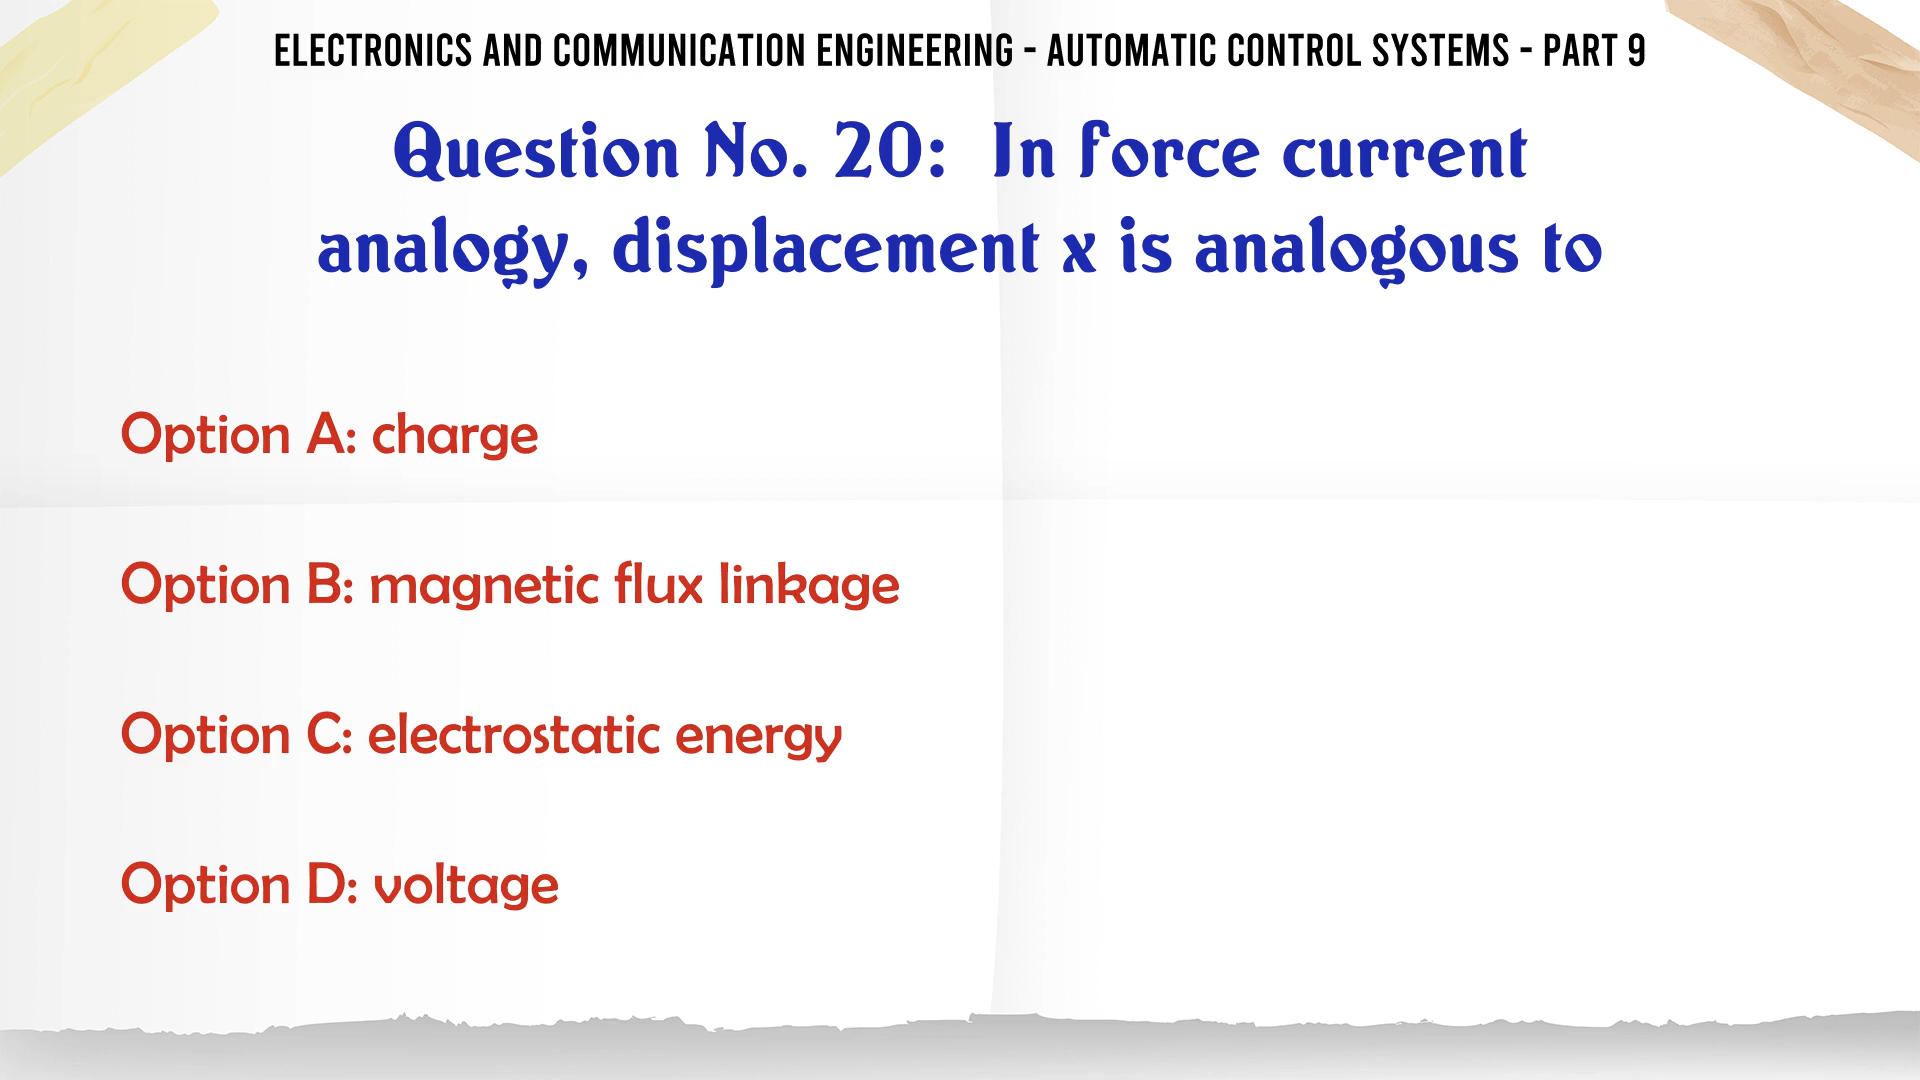 ELECTRONICS AND COMMUNICATION ENGINEERING - AUTOMATIC CONTROL SYSTEMS - PART 9
Question No. 20: In force current
analogy, displacement x is analogous to
Option A: charge
Option B: magnetic flux linkage
Option C: electrostatic energy
Option D: voltage